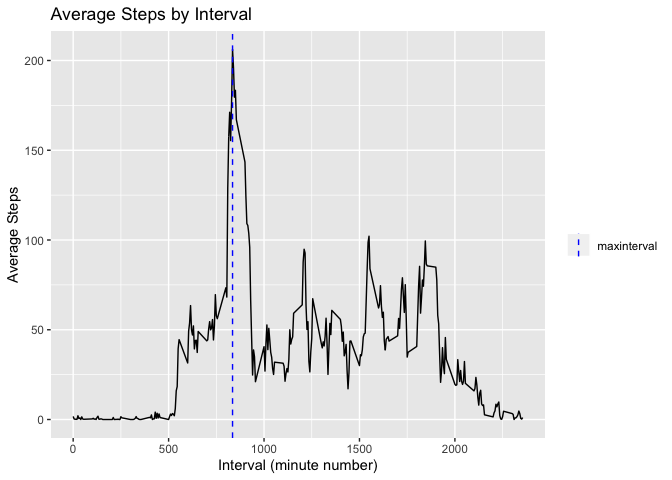 Average Steps by Interval
Average Steps
200
150
100
50
0
0
500
1000
1500
2000
Interval (minute number)
maxinterval